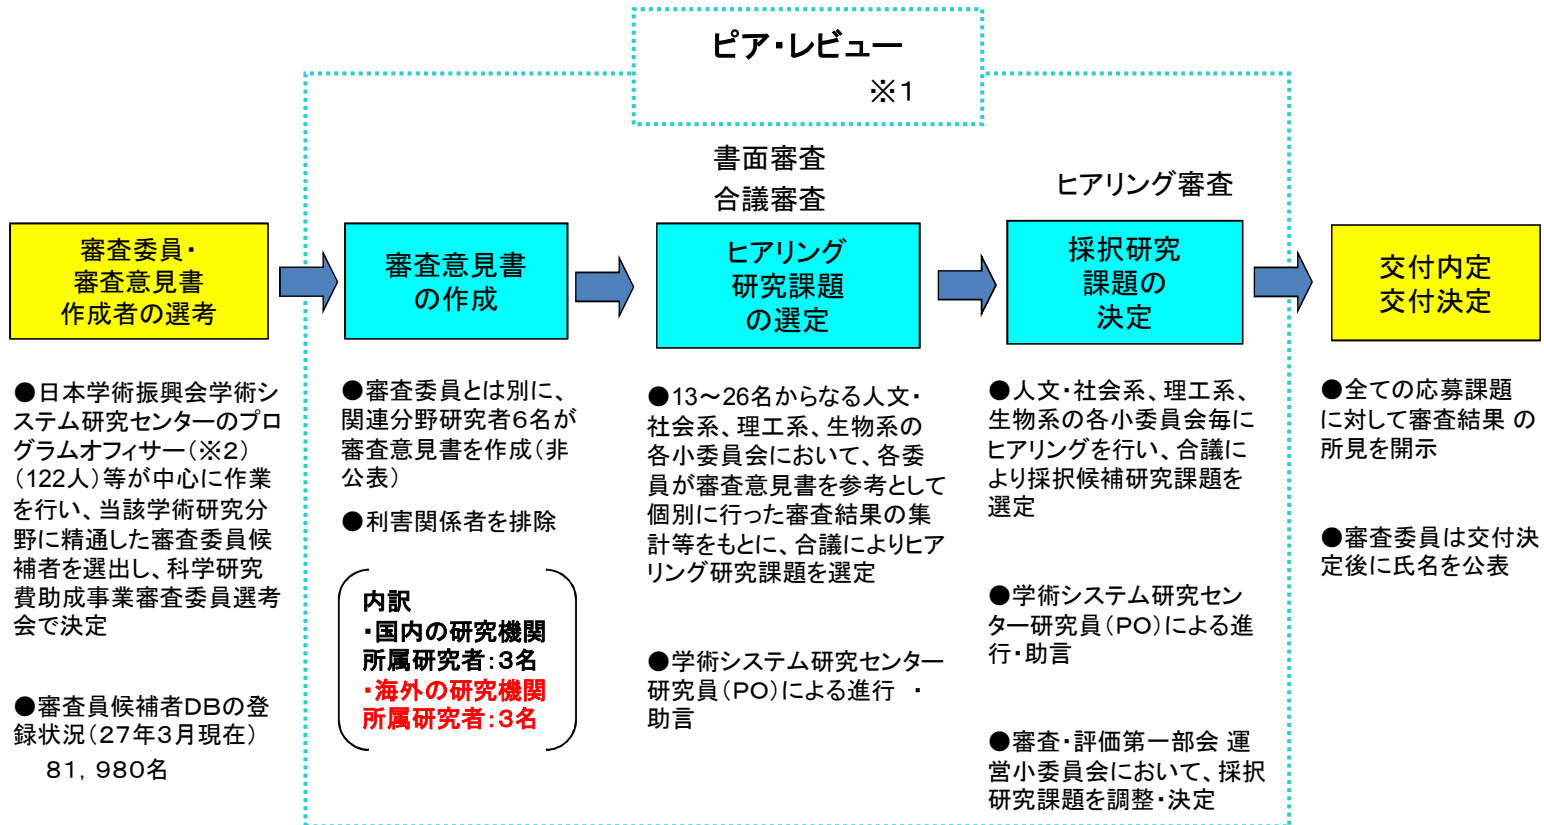 ピア・レビュー
※1
書面審査
合議審査
ヒアリング審査
審査委員・
審査意見書
作成者の選考
審査意見書
の作成
ヒアリング
研究課題
の選定
採択研究
課題の
決定
交付内定
交付決定
●日本学術振興会学術シ
ステム研究センターのプロ
グラムオフィサー(※2)
(122人)等が中心に作業
を行い、当該学術研究分
野に精通した審査委員候
補者を選出し、科学研究
費助成事業審査委員選考
会で決定
●審査員候補者DBの登
録状況(27年3月現在)
81,980名
●審査委員とは別に、
関連分野研究者6名が
審査意見書を作成(非
公表)
●利害関係者を排除
内訳
・国内の研究機関
所属研究者:3名
・海外の研究機関
所属研究者:3名
●13～26名からなる人文・
社会系、理工系、生物系の
各小委員会において、各委
員が審査意見書を参考として
個別に行った審査結果の集
計等をもとに、合議によりヒア
リング研究課題を選定
●学術システム研究センター
研究員(PO)による進行 ・
助言
●人文・社会系、理工系、
生物系の各小委員会毎に
ヒアリングを行い、合議に
より採択候補研究課題を
選定
●学術システム研究セン
ター研究員(PO)による進
行・助言
●審査・評価第一部会 運
営小委員会において、採択
研究課題を調整・決定
●全ての応募課題
に対して審査結果 の
所見を開示
●審査委員は交付決
定後に氏名を公表